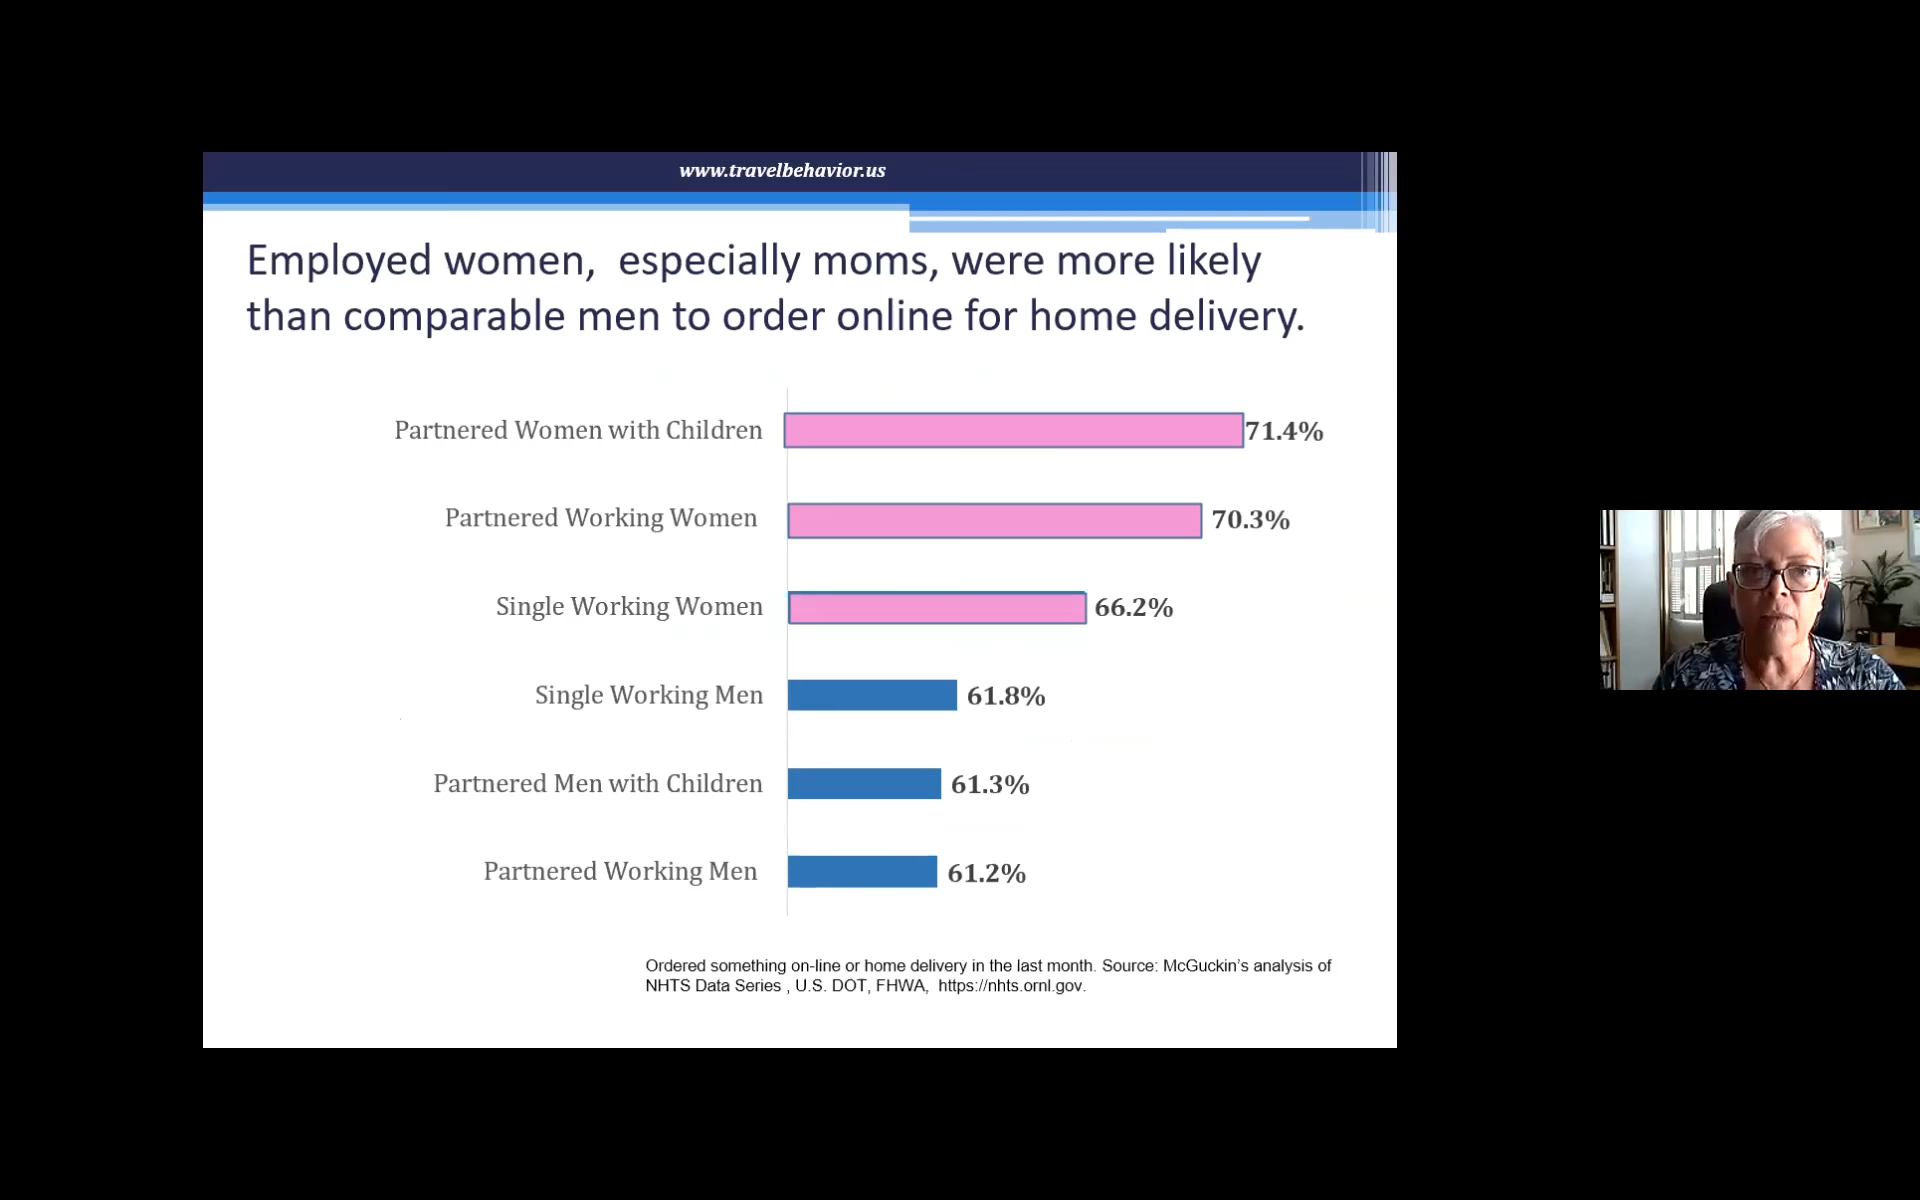 www.travelbehavior.us
Employed women,  especially moms, were more likely
than comparable men to order online for home delivery.
Partnered Women with Children
71.4%
Partnered Working Women
70.3%
Single Working Women
66.2%
Single Working Men
61.8%
Partnered Men with Children
61.3%
Partnered Working Men
61.2%
Ordered something on-line or home delivery in the last month. Source: McGuckin's analysis of
NHTS Data Series , U.S. DOT, FHWA,  https://nhts.ornl.gov.